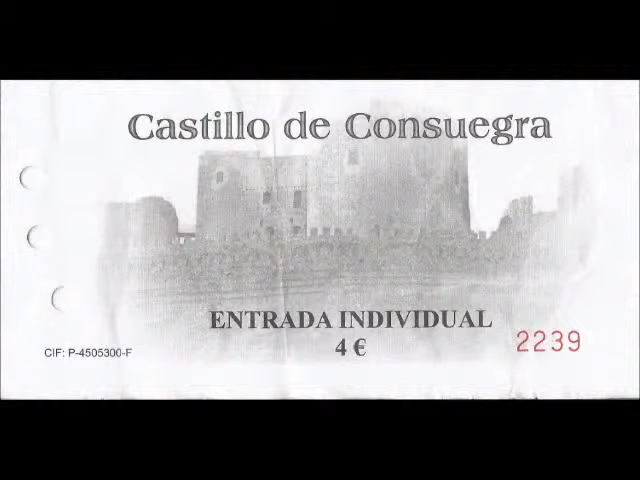 Castillo de Consuegra
ENTRADA INDIVIDUAL
4 €
2239
CIF: P-4505300-F